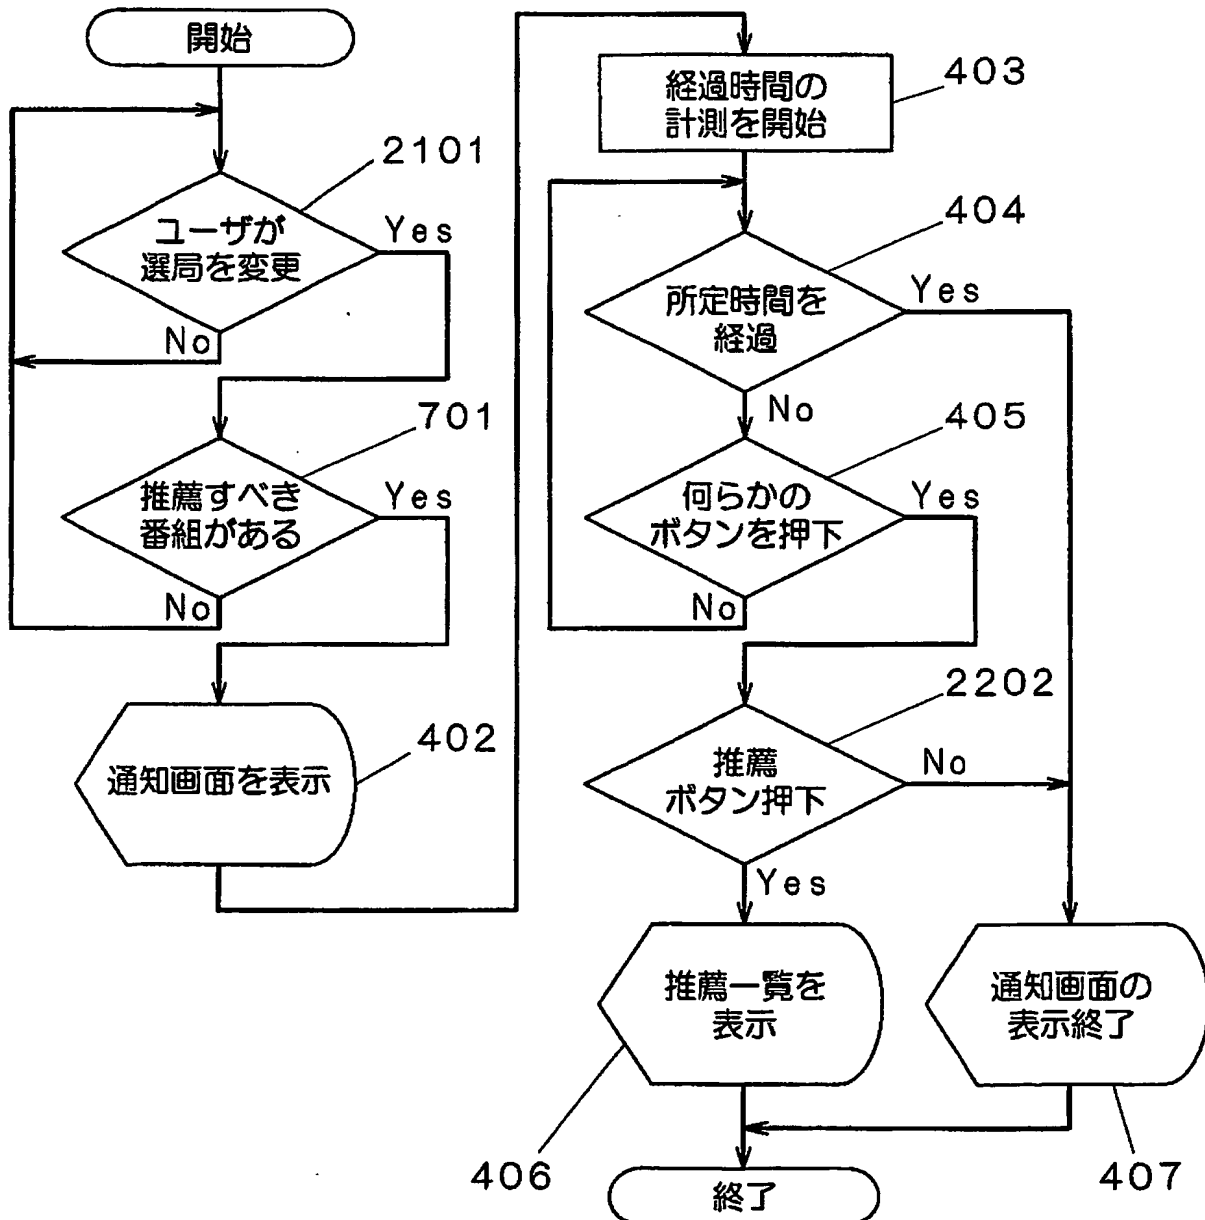 開始
2101
ユーザが
選局を変更
Yes
No
701
推薦すべき
番組がある
Yes
No
402
通知画面を表示
403
経過時間の
計測を開始
404
所定時間を
経過
Yes
No
405
何らかの
ボタンを押下
Yes
No
2202
推薦
ボタン押下
No
Yes
推薦一覧を
表示
406
通知画面の
表示終了
407
終了